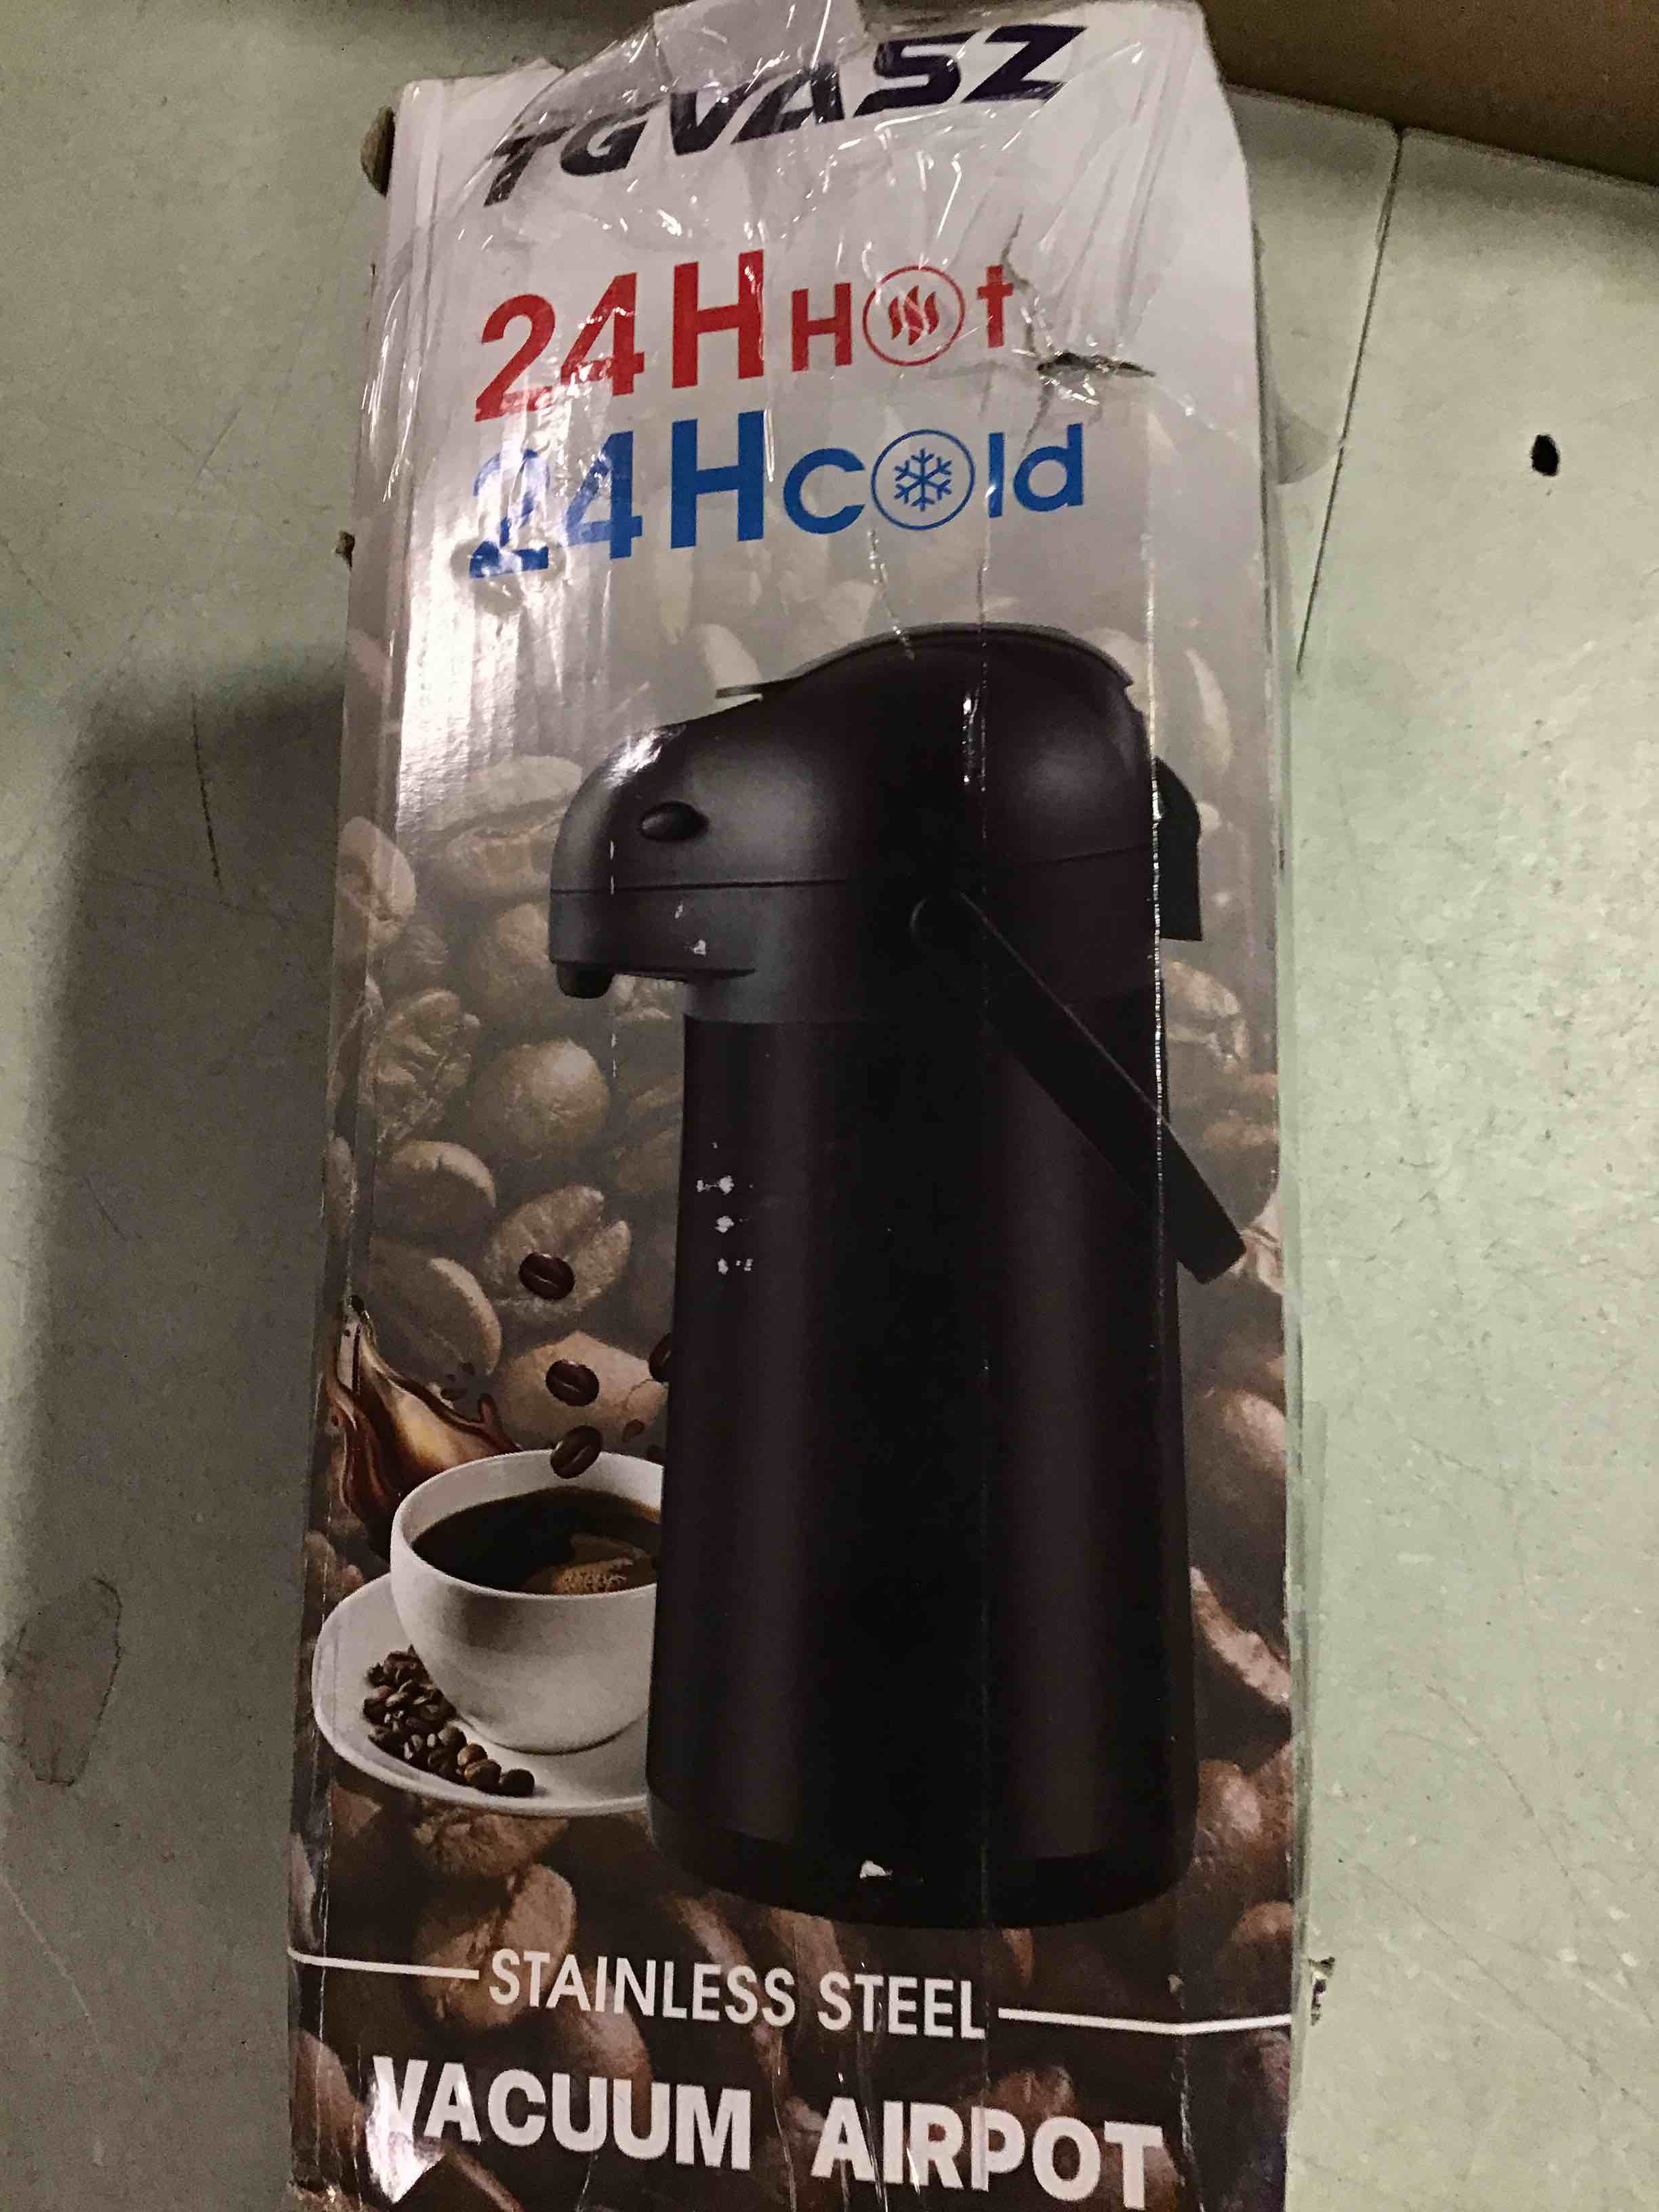 TGVASZ
24H Hot
24H Cold
STAINLESS STEEL
VACUUM AIRPOT